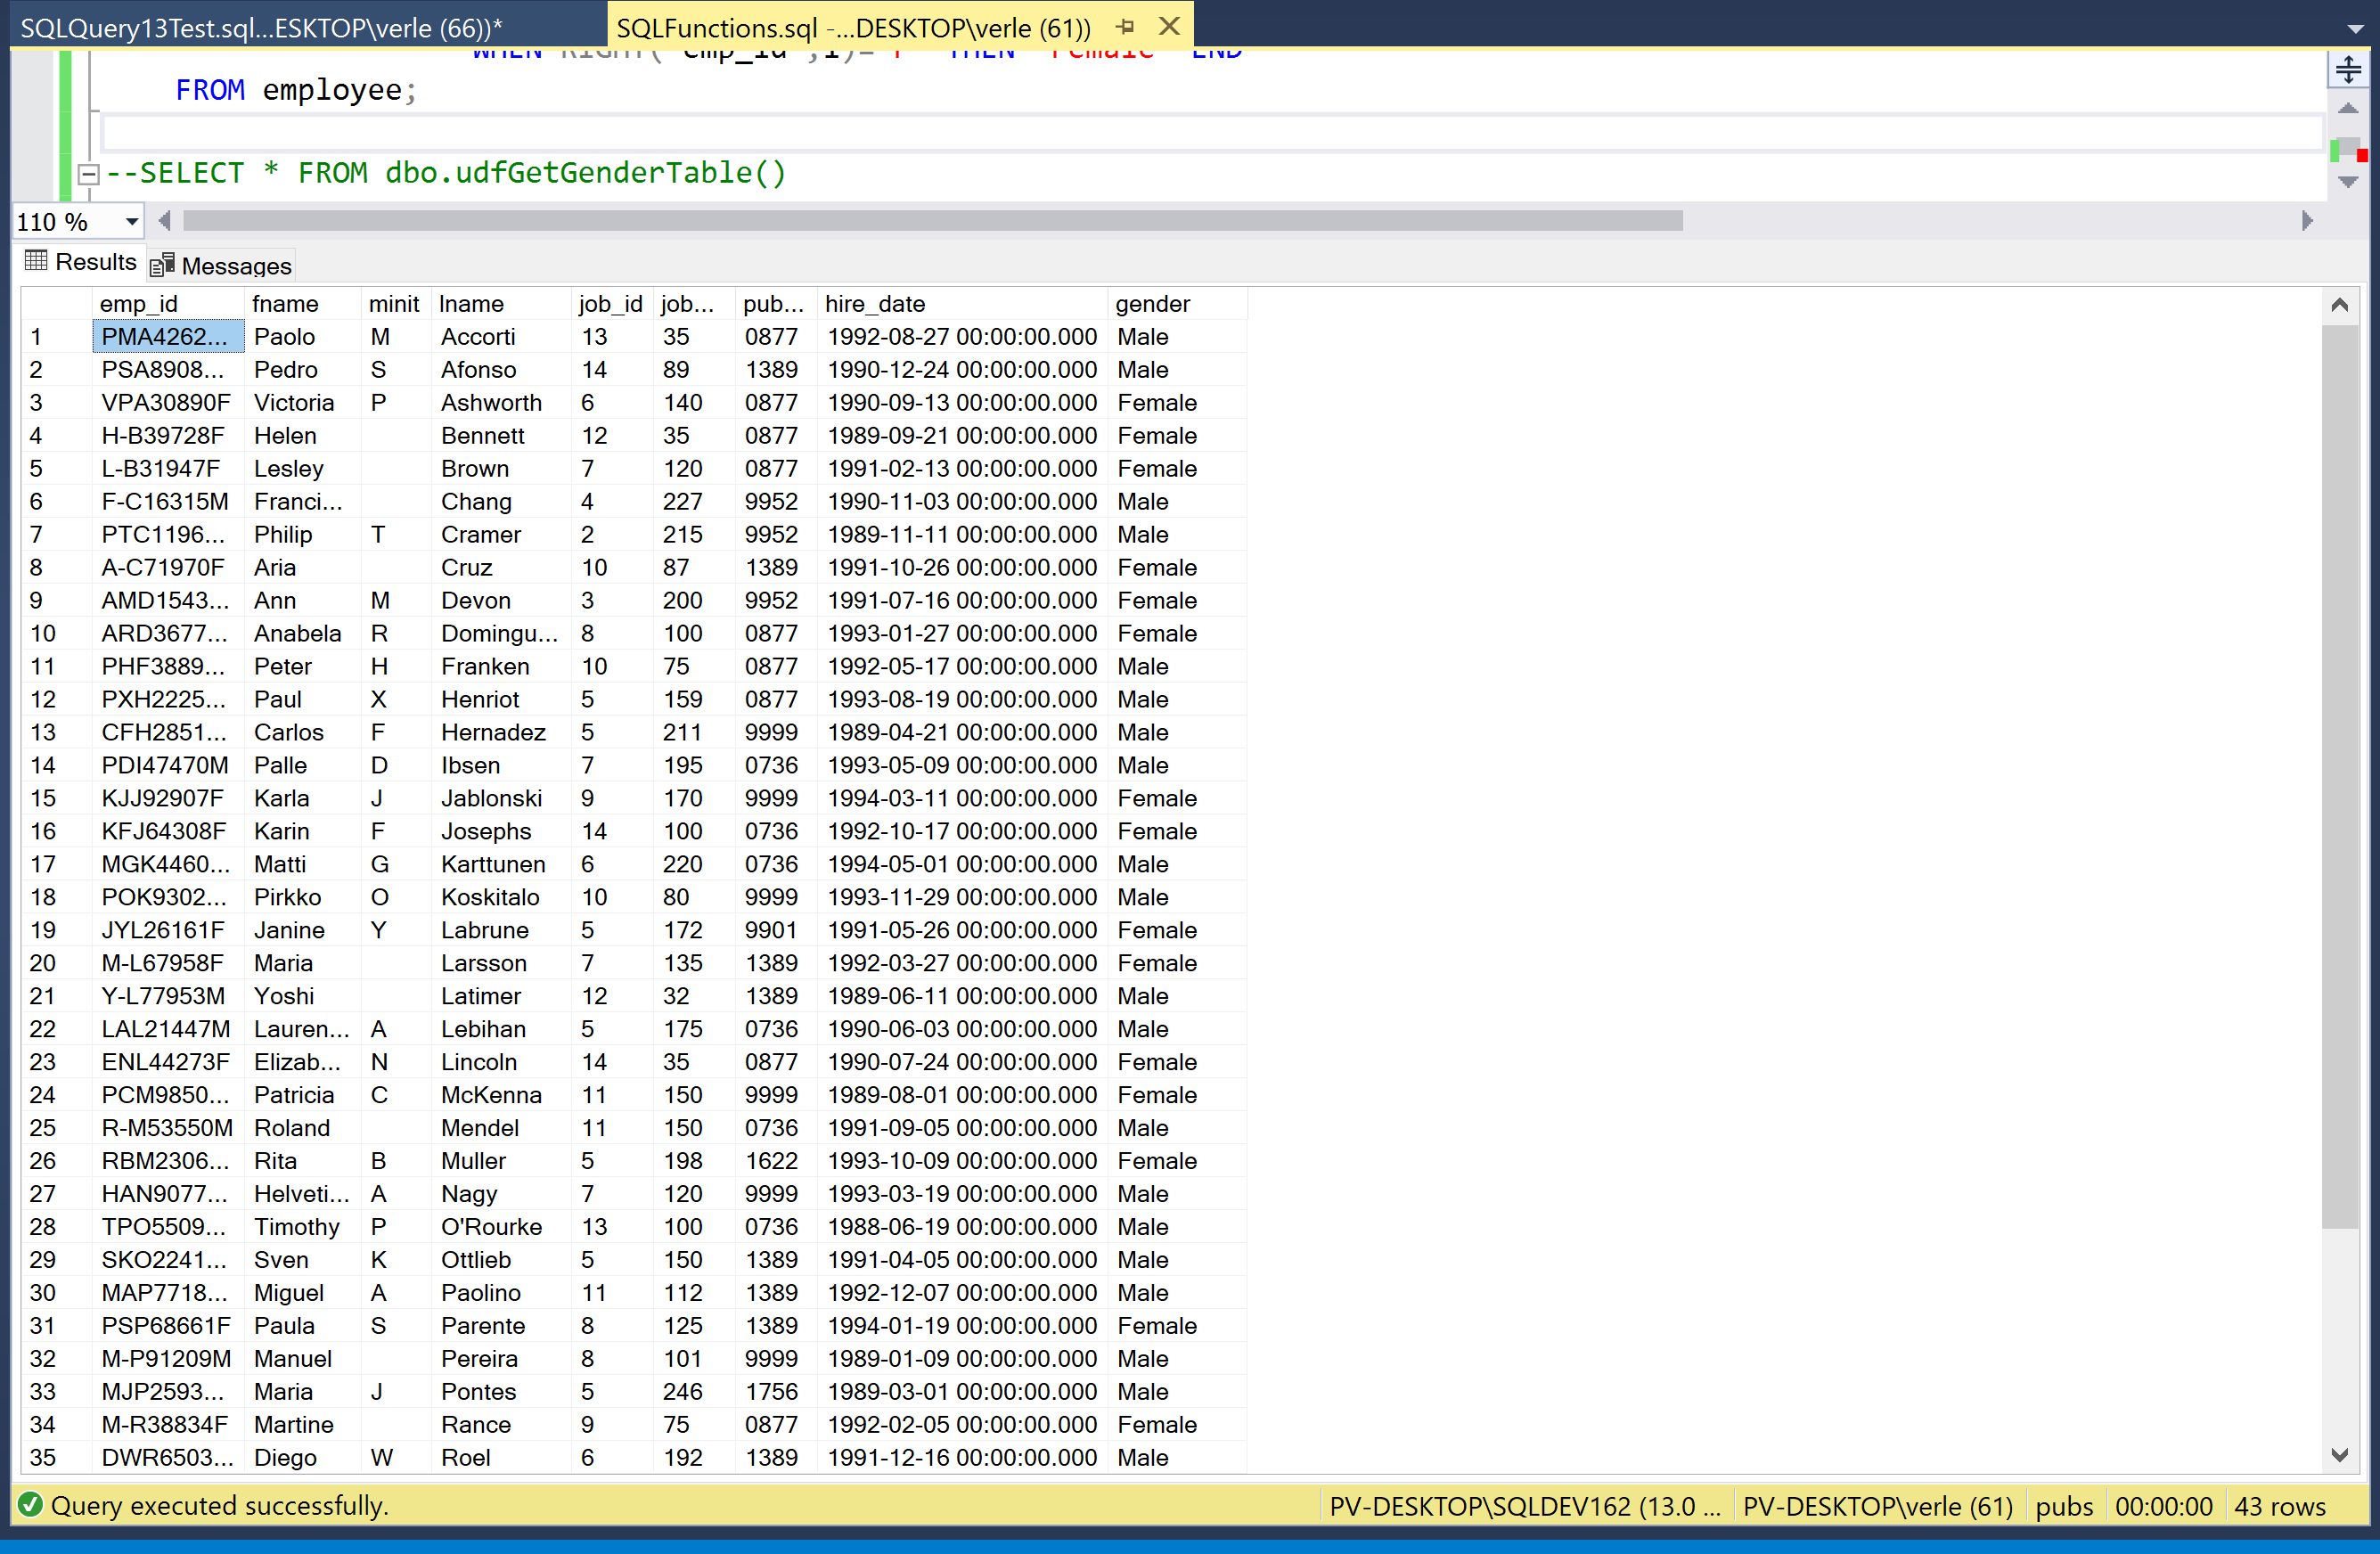 SQLQuery13Test.sql...ESKTOP\verle (66))* SQLFunctions.sql -...DESKTOP\verle (61))
WHEN RIGHT( emp_id ,1)= F THEN Female END
FROM employee;
--SELECT * FROM dbo.udfGetGenderTable()
110 %
Results Messages
emp_id fname minit lname job_id job... pub... hire_date gender
1 PMA4262... Paolo M Accorti 13 35 0877 1992-08-27 00:00:00.000 Male
2 PSA8908... Pedro S Afonso 14 89 1389 1990-12-24 00:00:00.000 Male
3 VPA30890F Victoria P Ashworth 6 140 0877 1990-09-13 00:00:00.000 Female
4 H-B39728F Helen Bennett 12 35 0877 1989-09-21 00:00:00.000 Female
5 L-B31947F Lesley Brown 7 120 0877 1991-02-13 00:00:00.000 Female
6 F-C16315M Franci... Chang 4 227 9952 1990-11-03 00:00:00.000 Male
7 PTC1196... Philip T Cramer 2 215 9952 1989-11-11 00:00:00.000 Male
8 A-C71970F Aria Cruz 10 87 1389 1991-10-26 00:00:00.000 Female
9 AMD1543... Ann M Devon 3 200 9952 1991-07-16 00:00:00.000 Female
10 ARD3677... Anabela R Domingu... 8 100 0877 1993-01-27 00:00:00.000 Female
11 PHF3889... Peter H Franken 10 75 0877 1992-05-17 00:00:00.000 Male
12 PXH2225... Paul X Henriot 5 159 0877 1993-08-19 00:00:00.000 Male
13 CFH2851... Carlos F Hernadez 5 211 9999 1989-04-21 00:00:00.000 Male
14 PDI47470M Palle D Ibsen 7 195 0736 1993-05-09 00:00:00.000 Male
15 KJJ92907F Karla J Jablonski 9 170 9999 1994-03-11 00:00:00.000 Female
16 KFJ64308F Karin F Josephs 14 100 0736 1992-10-17 00:00:00.000 Female
17 MGK4460... Matti G Karttunen 6 220 0736 1994-05-01 00:00:00.000 Male
18 POK9302... Pirkko O Koskitalo 10 80 9999 1993-11-29 00:00:00.000 Male
19 JYL26161F Janine Y Labrune 5 172 9901 1991-05-26 00:00:00.000 Female
20 M-L67958F Maria Larsson 7 135 1389 1992-03-27 00:00:00.000 Female
21 Y-L77953M Yoshi Latimer 12 32 1389 1989-06-11 00:00:00.000 Male
22 LAL21447M Lauren... A Lebihan 5 175 0736 1990-06-03 00:00:00.000 Male
23 ENL44273F Elizab... N Lincoln 14 35 0877 1990-07-24 00:00:00.000 Female
24 PCM9850... Patricia C McKenna 11 150 9999 1989-08-01 00:00:00.000 Female
25 R-M53550M Roland Mendel 11 150 0736 1991-09-05 00:00:00.000 Male
26 RBM2306... Rita B Muller 5 198 1622 1993-10-09 00:00:00.000 Female
27 HAN9077... Helveti... A Nagy 7 120 9999 1993-03-19 00:00:00.000 Male
28 TPO5509... Timothy P O'Rourke 13 100 0736 1988-06-19 00:00:00.000 Male
29 SKO2241... Sven K Ottlieb 5 150 1389 1991-04-05 00:00:00.000 Male
30 MAP7718... Miguel A Paolino 11 112 1389 1992-12-07 00:00:00.000 Male
31 PSP68661F Paula S Parente 8 125 1389 1994-01-19 00:00:00.000 Female
32 M-P91209M Manuel Pereira 8 101 9999 1989-01-09 00:00:00.000 Male
33 MJP2593... Maria J Pontes 5 246 1756 1989-03-01 00:00:00.000 Male
34 M-R38834F Martine Rance 9 75 0877 1992-02-05 00:00:00.000 Female
35 DWR6503... Diego W Roel 6 192 1389 1991-12-16 00:00:00.000 Male
Query executed successfully. PV-DESKTOP\SQLDEV162 (13.0 ... PV-DESKTOP\verle (61) pubs 00:00:00 43 rows